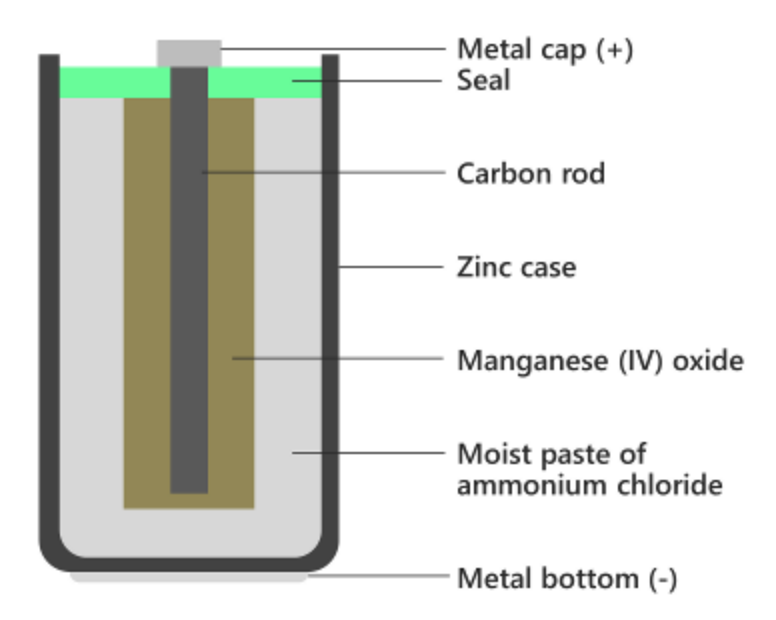 Metal cap (+)
Seal
Carbon rod
Zinc case
Manganese (IV) oxide
Moist paste of
ammonium chloride
Metal bottom (-)